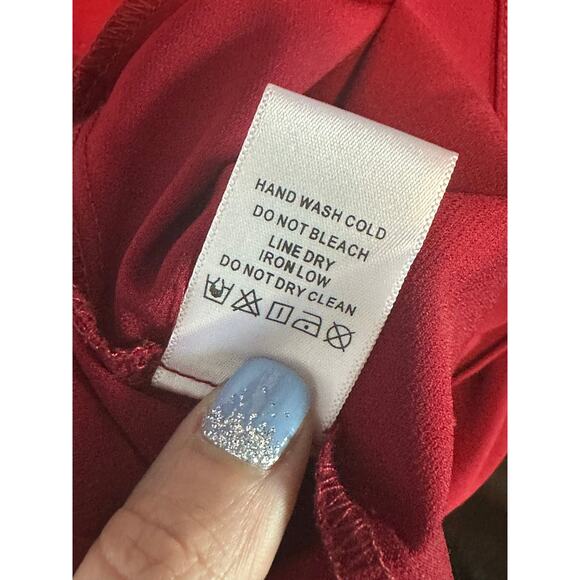 HAND WASH COLD
DO NOT BLEACH
LINE DRY
IRON LOW
DO NOT DRY CLEAN